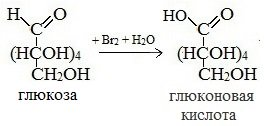 H O HO O
C + Br2 + H2O C
(HCOH)4 (HCOH)4
CH2OH CH2OH
глюкоза глюконовая
кислота